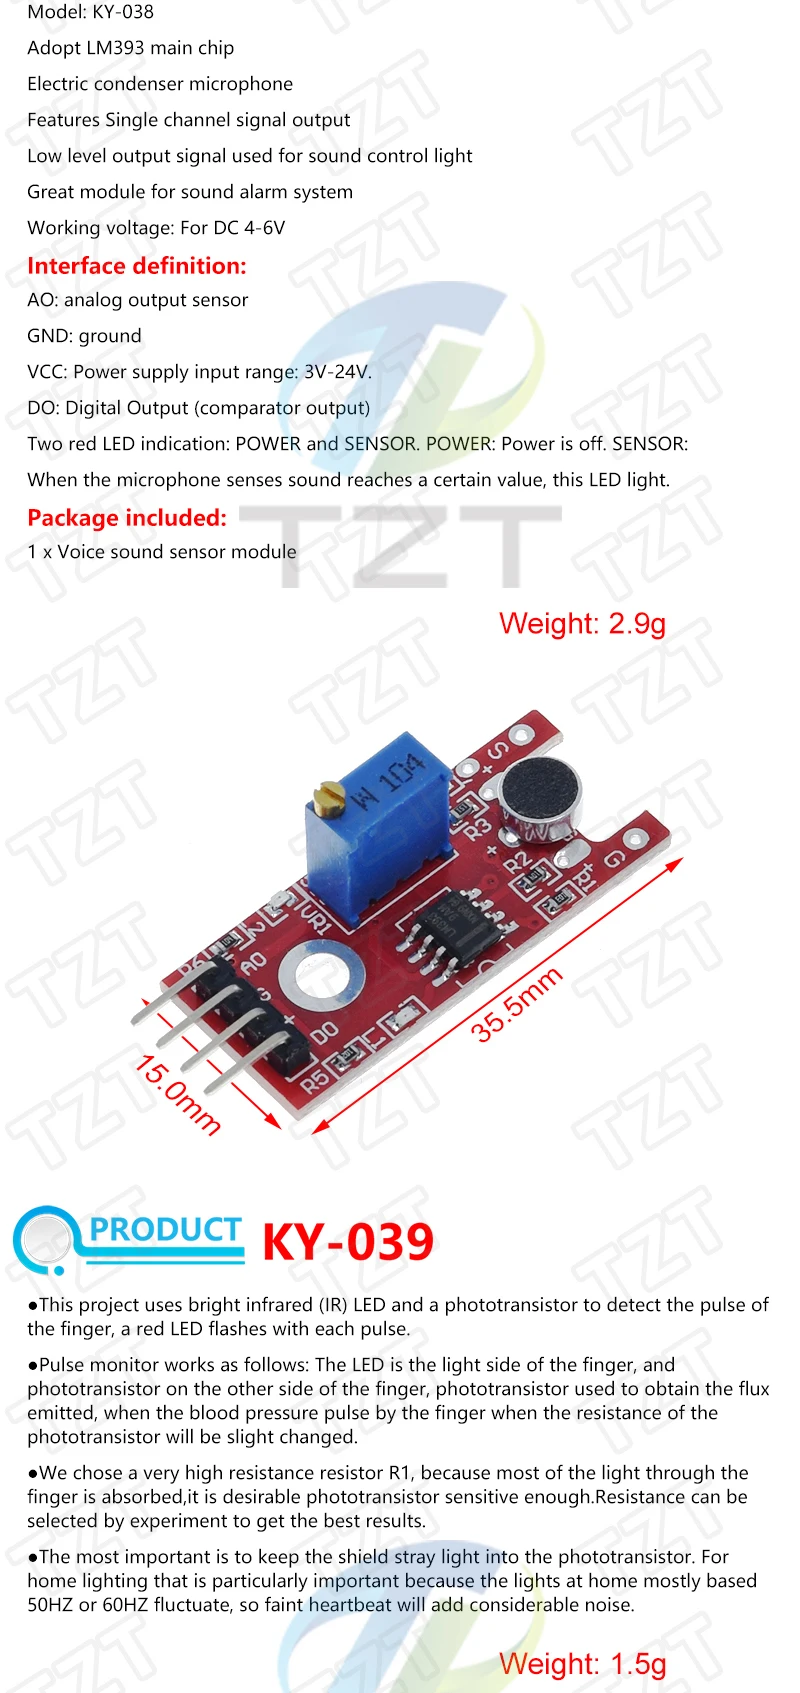 Model: KY-038
Adopt LM393 main chip
Electric condenser microphone
Features Single channel signal output
Low level output signal used for sound control light
Great module for sound alarm system
Working voltage: For DC 4-6V
Interface definition:
AO: analog output sensor
GND: ground
VCC: Power supply input range: 3V-24V.
DO: Digital Output (comparator output)
Two red LED indication: POWER and SENSOR. POWER: Power is off. SENSOR:
When the microphone senses sound reaches a certain value, this LED light.
Package included:
1 x Voice sound sensor module
TZT
Weight: 2.9g
S
+
W 104
R3
+
R2
+
R1
G
VR1
L2
R6
AO
G
+
DO
L1
R5
35.5mm
15.0mm
PRODUCT KY-039
●This project uses bright infrared (IR) LED and a phototransistor to detect the pulse of
the finger, a red LED flashes with each pulse.
●Pulse monitor works as follows: The LED is the light side of the finger, and
phototransistor on the other side of the finger, phototransistor used to obtain the flux
emitted, when the blood pressure pulse by the finger when the resistance of the
phototransistor will be slight changed.
●We chose a very high resistance resistor R1, because most of the light through the
finger is absorbed,it is desirable phototransistor sensitive enough.Resistance can be
selected by experiment to get the best results.
●The most important is to keep the shield stray light into the phototransistor. For
home lighting that is particularly important because the lights at home mostly based
50HZ or 60HZ fluctuate, so faint heartbeat will add considerable noise.
Weight: 1.5g